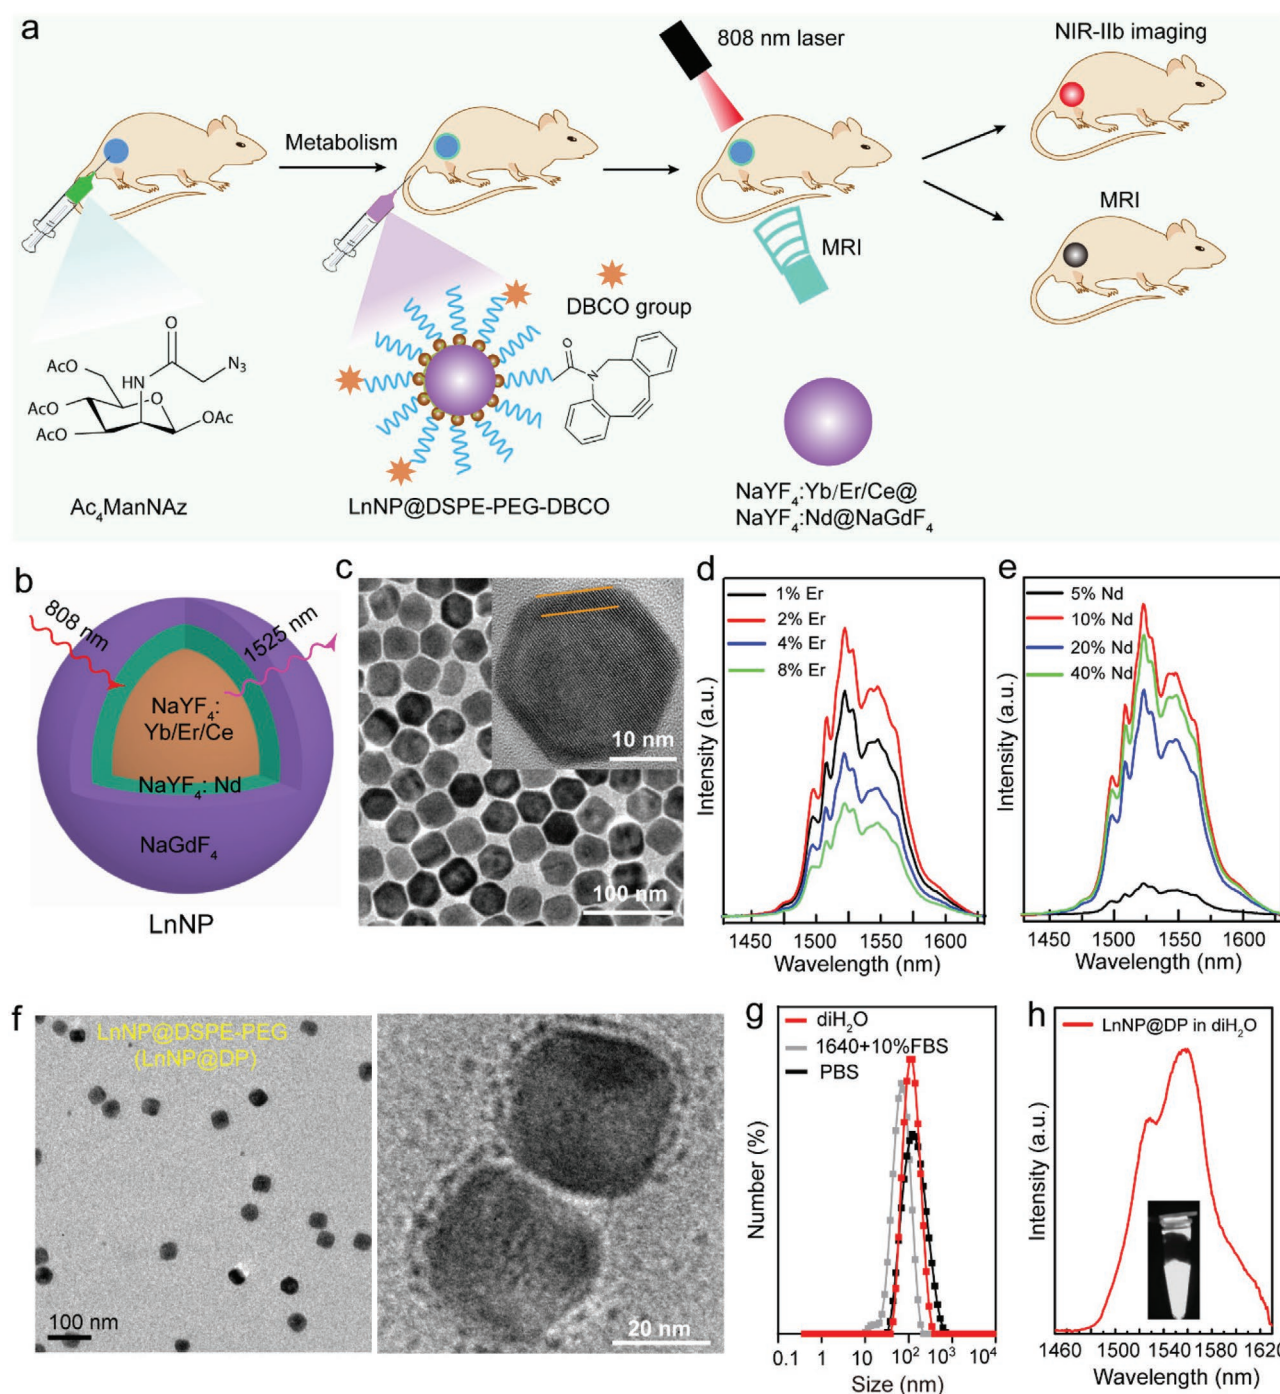 a
808 nm laser
NIR-IIb imaging
Metabolism
MRI
MRI
DBCO group
O
AcO
HN
N₃
AcO
AcO
O
OAc
O
N
Ac₄ManNAz
LnNP@DSPE-PEG-DBCO
NaYF₄:Yb/Er/Ce@
NaYF₄:Nd@NaGdF₄
b
808 nm
1525 nm
NaYF₄:
Yb/Er/Ce
NaYF₄: Nd
NaGdF₄
LnNP
c
10 nm
100 nm
d
1% Er
2% Er
4% Er
8% Er
Intensity (a.u.)
1450 1500 1550 1600
Wavelength (nm)
e
5% Nd
10% Nd
20% Nd
40% Nd
Intensity (a.u.)
1450 1500 1550 1600
Wavelength (nm)
f
LnNP@DSPE-PEG
(LnNP@DP)
100 nm
20 nm
g
diH₂O
1640+10%FBS
PBS
Number (%)
0.1 1 10 10² 10³ 10⁴
Size (nm)
h
LnNP@DP in diH₂O
Intensity (a.u.)
1460 1500 1540 1580 1620
Wavelength (nm)